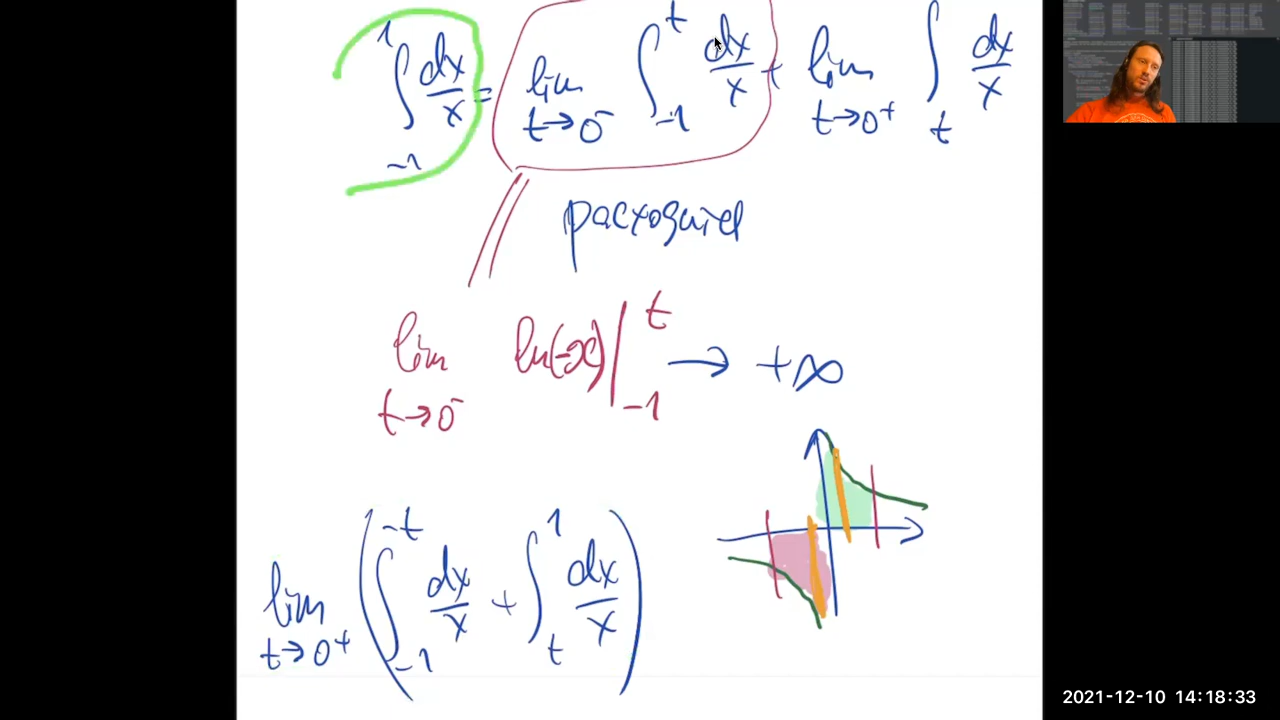 ∫_{-1}^{1} dx/x = lim_{t→0⁻} ∫_{-1}^{t} dx/x + lim_{t→0⁺} ∫_{t} dx/x
расходится
lim_{t→0⁻} ln(-x)|_{-1}^{t} → +∞
lim_{t→0⁺} (∫_{-1}^{-t} dx/x + ∫_{t}^{1} dx/x)
2021-12-10 14:18:33